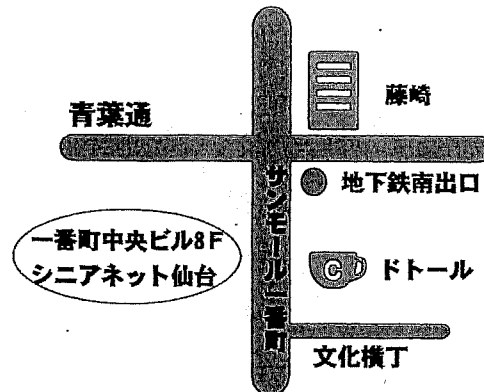 藤崎
青葉通
サンモール一番町
地下鉄南出口
一番町中央ビル8F
シニアネット仙台
C
ドトール
文化横丁